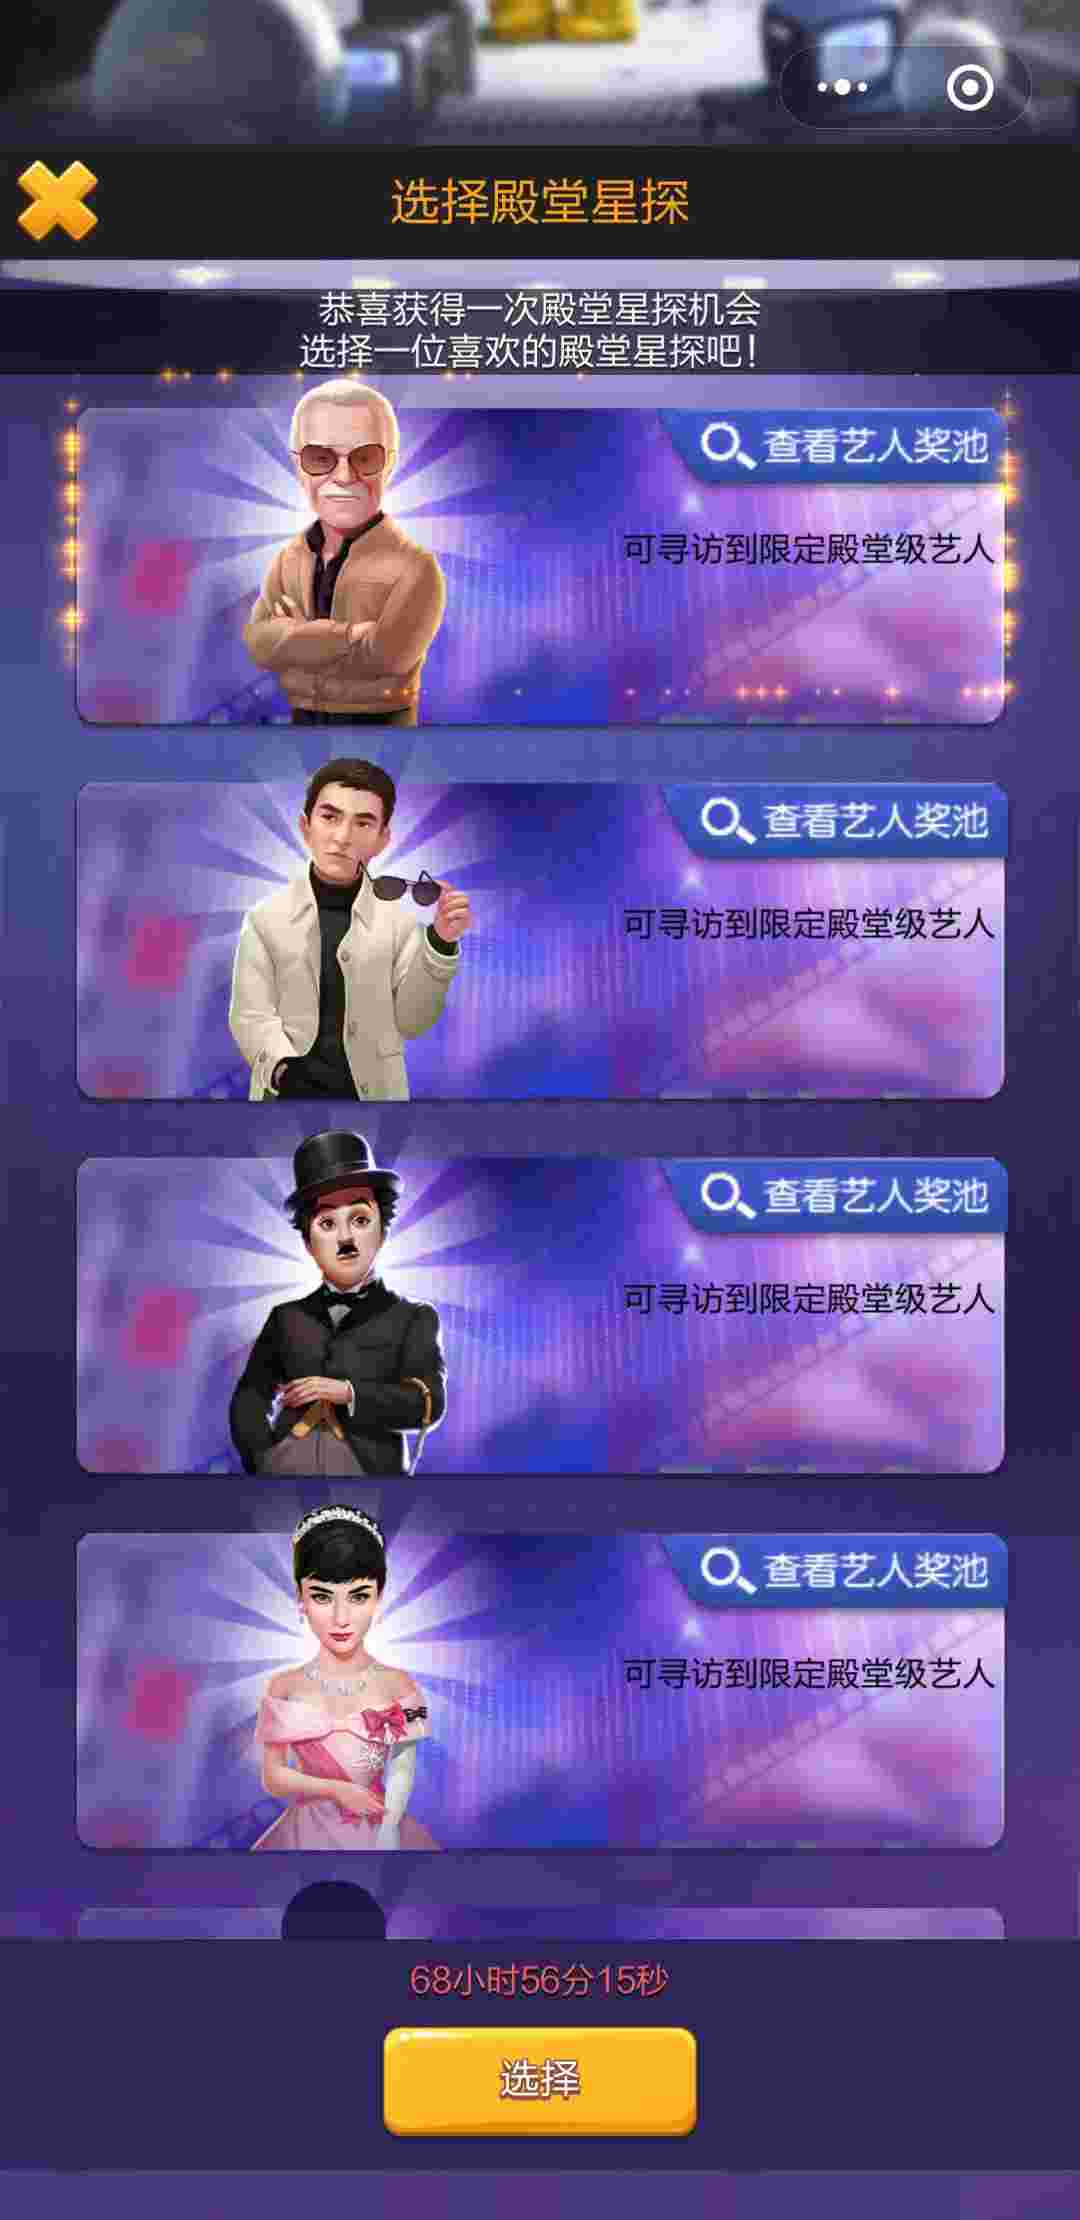 选择殿堂星探
恭喜获得一次殿堂星探机会
选择一位喜欢的殿堂星探吧！
查看艺人奖池
可寻访到限定殿堂级艺人
查看艺人奖池
可寻访到限定殿堂级艺人
查看艺人奖池
可寻访到限定殿堂级艺人
查看艺人奖池
可寻访到限定殿堂级艺人
68小时56分15秒
选择